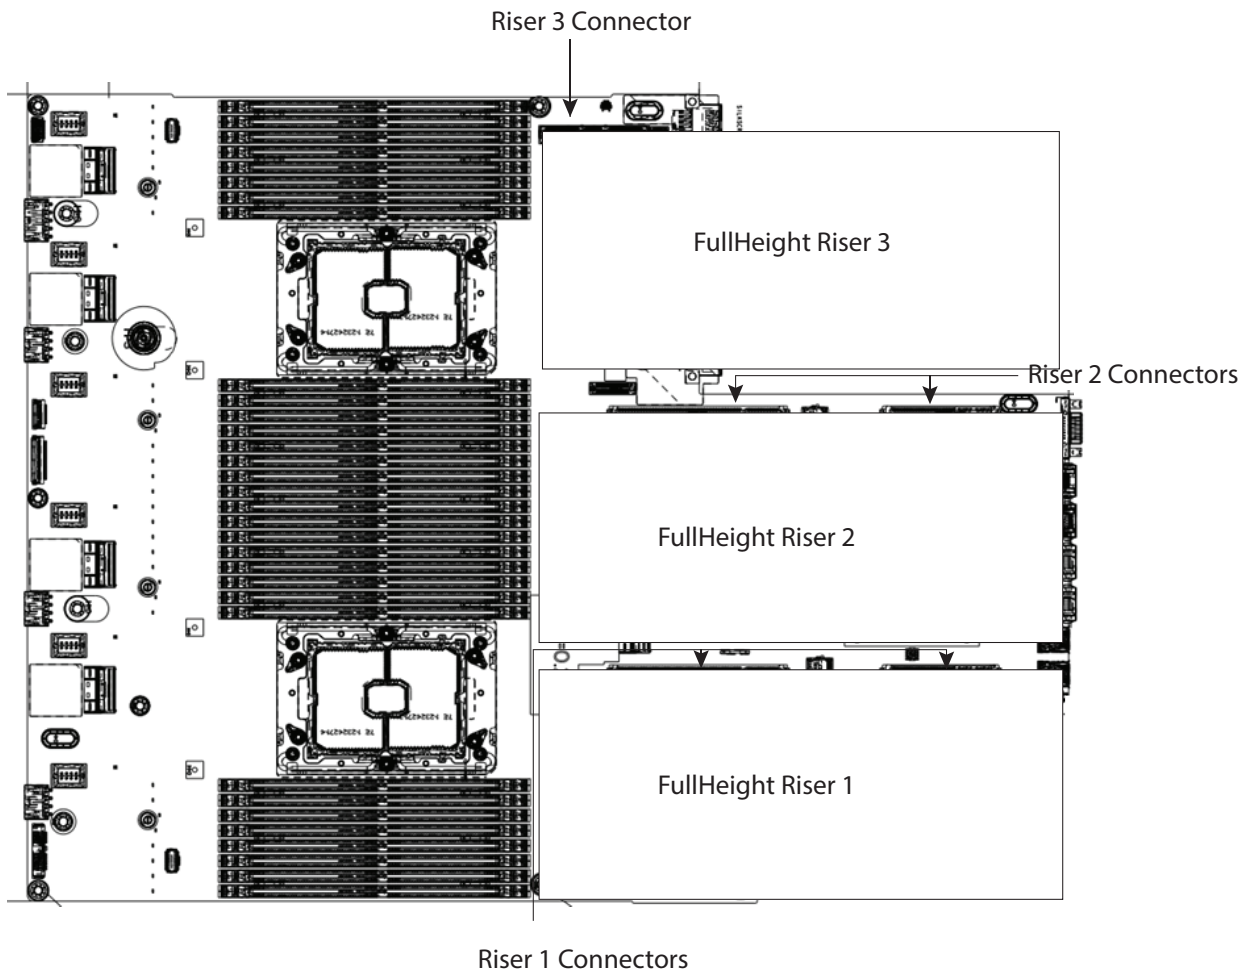 Riser 3 Connector
FullHeight Riser 3
Riser 2 Connectors
FullHeight Riser 2
FullHeight Riser 1
Riser 1 Connectors